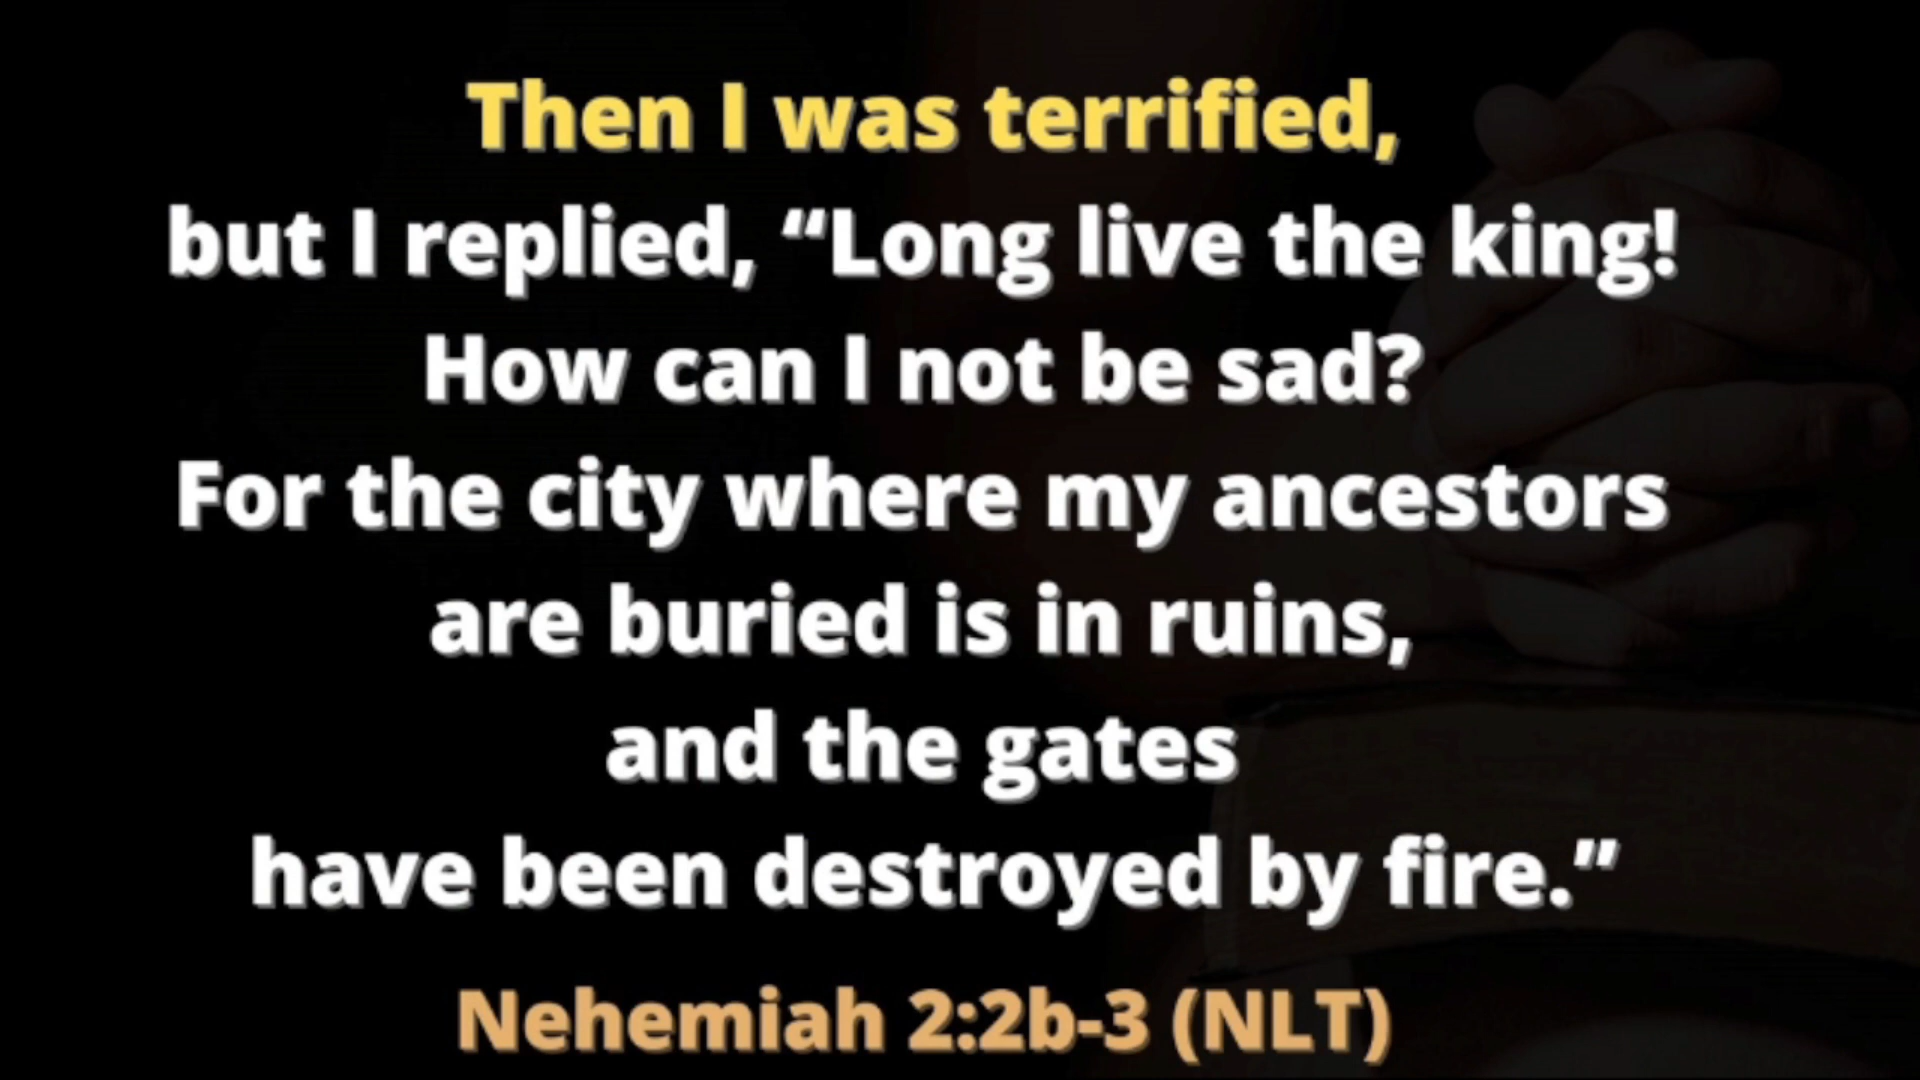 Then I was terrified,
but I replied, “Long live the king!
How can I not be sad?
For the city where my ancestors
are buried is in ruins,
and the gates
have been destroyed by fire.”
Nehemiah 2:2b-3 (NLT)